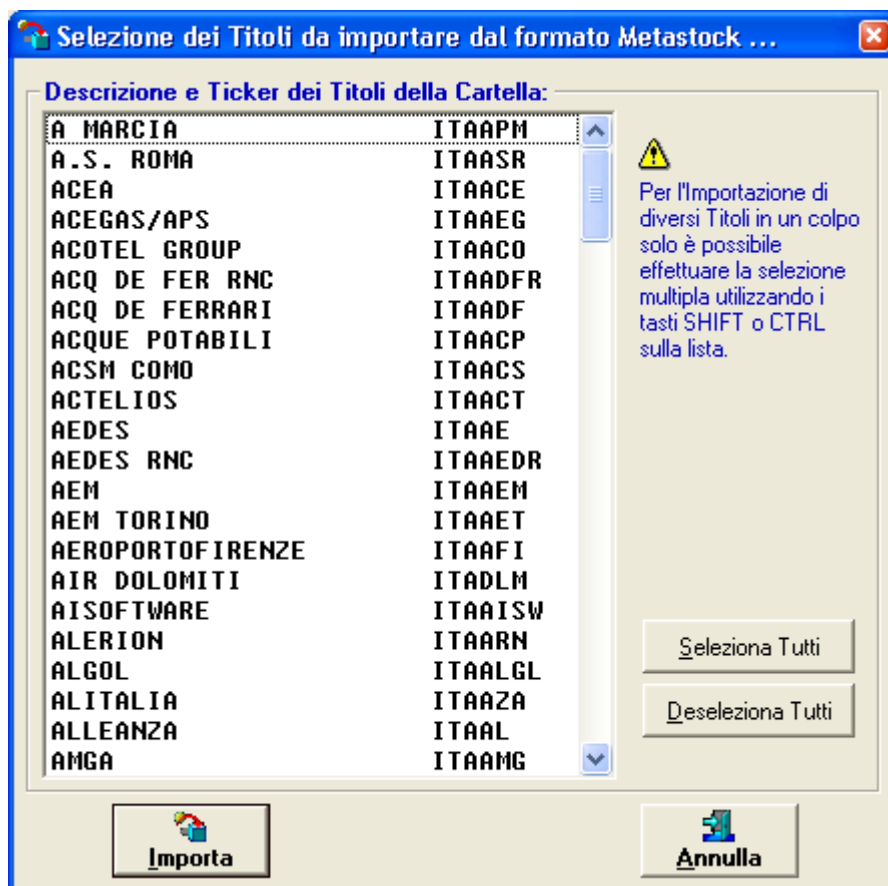 Selezione dei Titoli da importare dal formato Metastock ...
Descrizione e Ticker dei Titoli della Cartella:
A MARCIA ITAAPM
A.S. ROMA ITAASR
ACEA ITAACE
ACEGAS/APS ITAAEG
ACOTEL GROUP ITAACO
ACQ DE FER RNC ITAADFR
ACQ DE FERRARI ITAADF
ACQUE POTABILI ITAACP
ACSM COMO ITAACS
ACTELIOS ITAACT
AEDES ITAAE
AEDES RNC ITAAEDR
AEM ITAAEM
AEM TORINO ITAAET
AEROPORTOFIRENZE ITAAFI
AIR DOLOMITI ITADLM
AISOFTWARE ITAAISW
ALERION ITAARN
ALGOL ITAALGL
ALITALIA ITAAZA
ALLEANZA ITAAL
AMGA ITAAMG
Per l'Importazione di
diversi Titoli in un colpo
solo è possibile
effettuare la selezione
multipla utilizzando i
tasti SHIFT o CTRL
sulla lista.
Seleziona Tutti
Deseleziona Tutti
Importa
Annulla